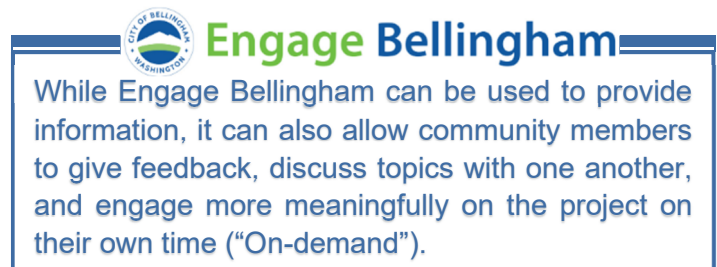 CITY OF BELLINGHAM
WASHINGTON
Engage Bellingham
While Engage Bellingham can be used to provide
information, it can also allow community members
to give feedback, discuss topics with one another,
and engage more meaningfully on the project on
their own time (“On-demand”).